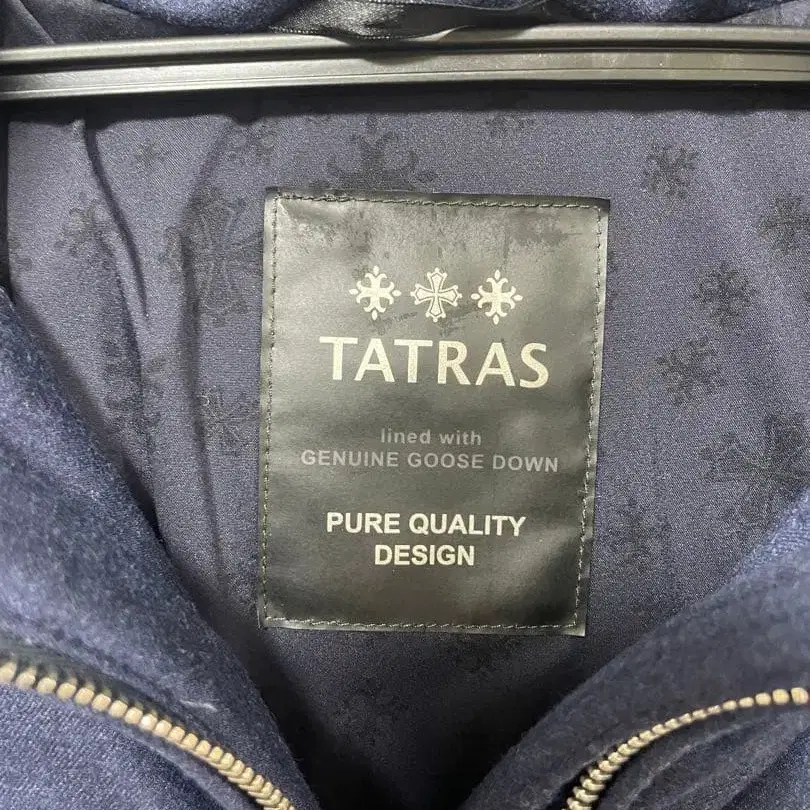 TATRAS
lined with
GENUINE GOOSE DOWN
PURE QUALITY
DESIGN